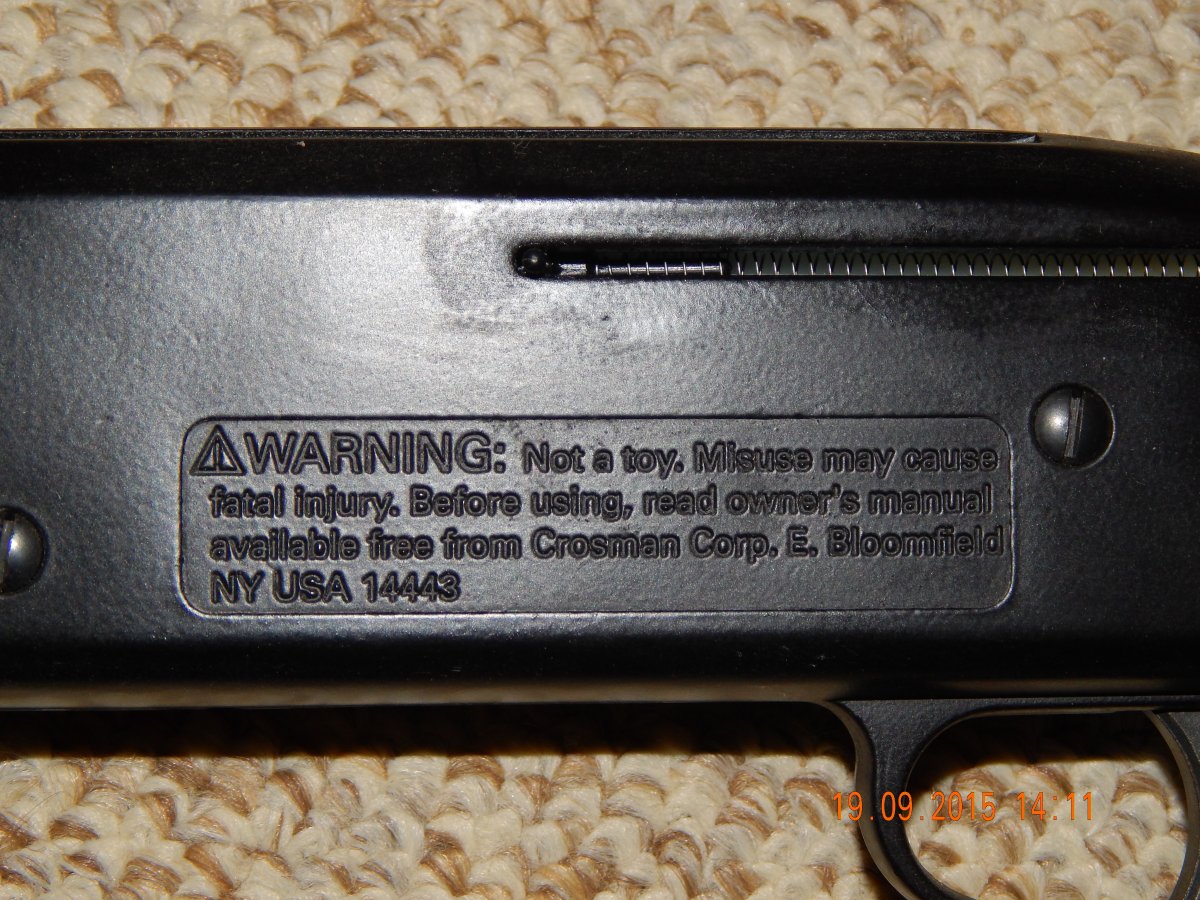 ⚠WARNING: Not a toy. Misuse may cause
fatal injury. Before using, read owner's manual
available free from Crosman Corp. E. Bloomfield
NY USA 14443
19.09.2015 14:11